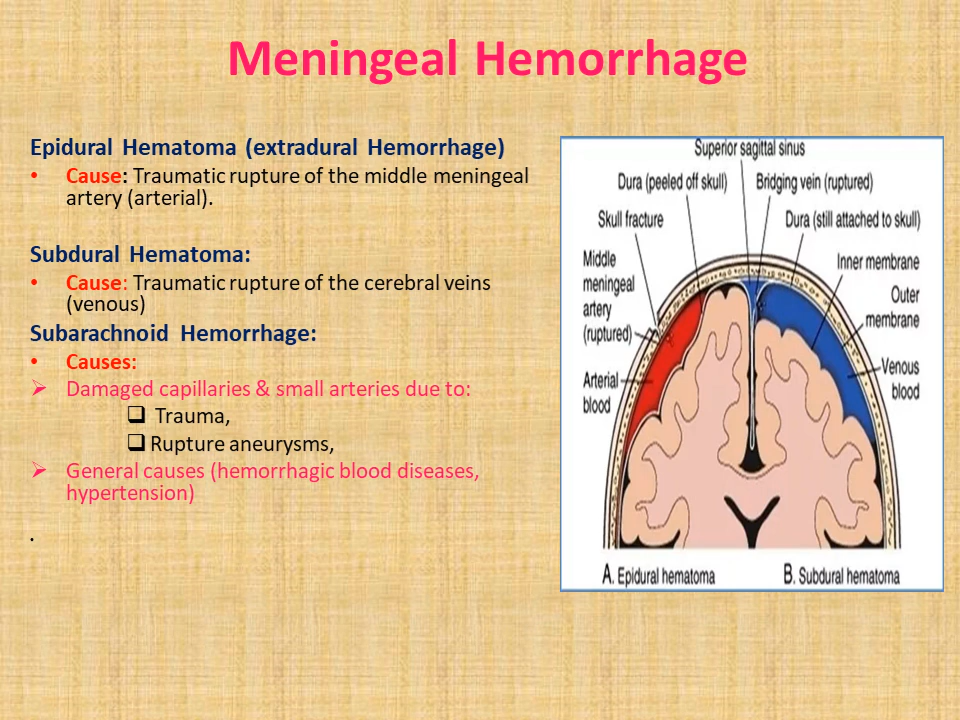 Meningeal Hemorrhage
Epidural Hematoma (extradural Hemorrhage)
• Cause: Traumatic rupture of the middle meningeal
artery (arterial).
Subdural Hematoma:
• Cause: Traumatic rupture of the cerebral veins
(venous)
Subarachnoid Hemorrhage:
• Causes:
➢ Damaged capillaries & small arteries due to:
❑ Trauma,
❑ Rupture aneurysms,
➢ General causes (hemorrhagic blood diseases,
hypertension)
.
Superior sagittal sinus
Dura (peeled off skull)
Bridging vein (ruptured)
Skull fracture
Dura (still attached to skull)
Middle
meningeal
artery
(ruptured)
Inner membrane
Outer
membrane
Arterial
blood
Venous
blood
A. Epidural hematoma
B. Subdural hematoma